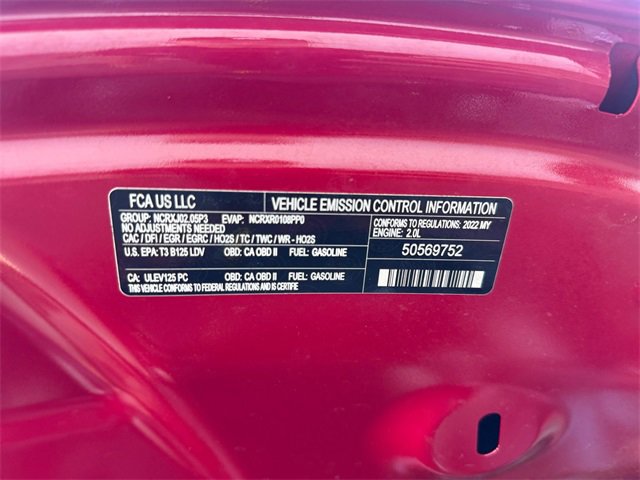 FCA US LLC
VEHICLE EMISSION CONTROL INFORMATION
GROUP: NCRXJ02.05P3 EVAP: NCRXR0108PP0
NO ADJUSTMENTS NEEDED
CAC / DFI / EGR / EGRC / HO2S / TC / TWC / WR - HO2S
CONFORMS TO REGULATIONS: 2022 MY
ENGINE: 2.0L
U.S. EPA: T3 B125 LDV OBD: CA OBD II FUEL: GASOLINE
50569752
CA: ULEV125 PC OBD: CA OBD II FUEL: GASOLINE
THIS VEHICLE CONFORMS TO FEDERAL REGULATIONS AND IS CERTIFIE